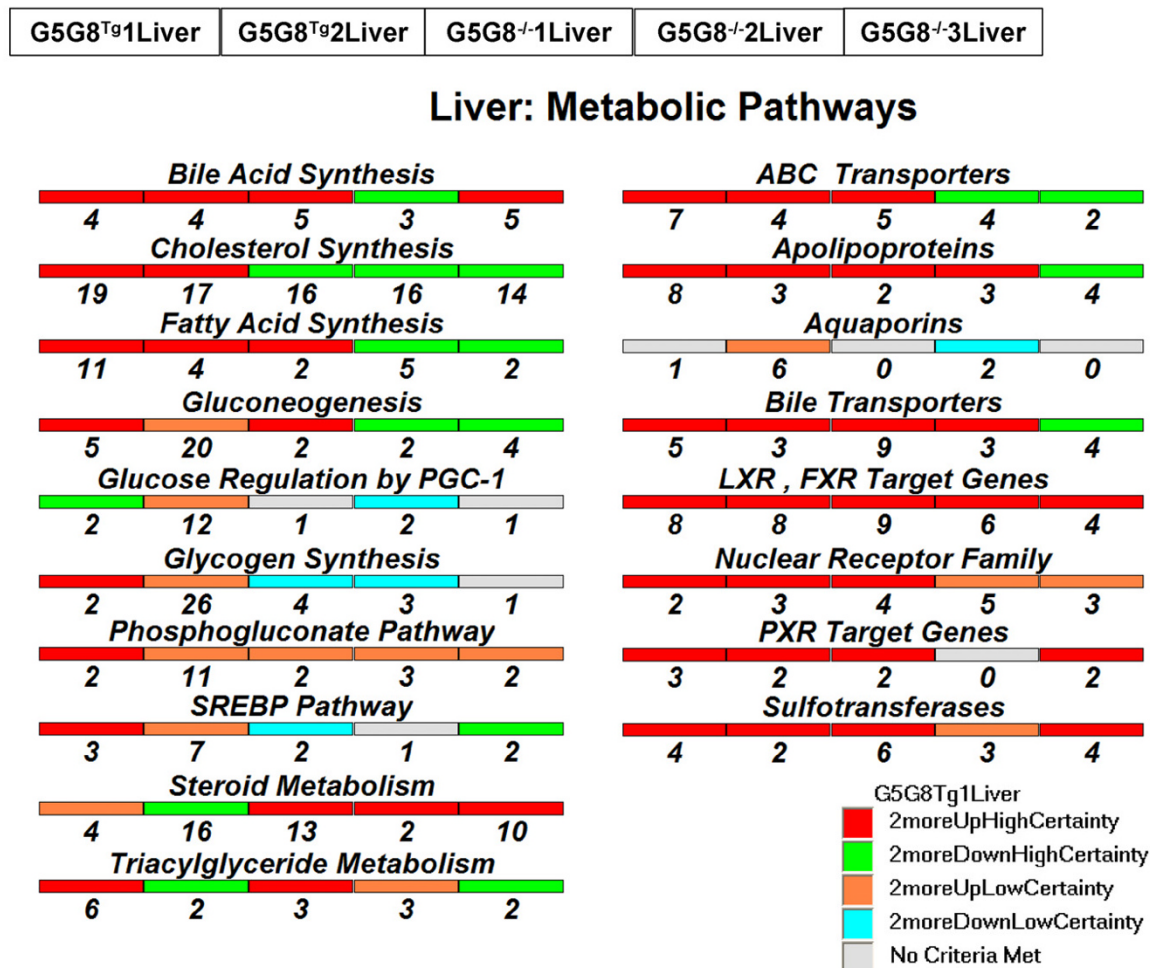 G5G8Tg1Liver G5G8Tg2Liver G5G8-/-1Liver G5G8-/-2Liver G5G8-/-3Liver
Liver: Metabolic Pathways
Bile Acid Synthesis
4 4 5 3 5
Cholesterol Synthesis
19 17 16 16 14
Fatty Acid Synthesis
11 4 2 5 2
Gluconeogenesis
5 20 2 2 4
Glucose Regulation by PGC-1
2 12 1 2 1
Glycogen Synthesis
2 26 4 3 1
Phosphogluconate Pathway
2 11 2 3 2
SREBP Pathway
3 7 2 1 2
Steroid Metabolism
4 16 13 2 10
Triacylglyceride Metabolism
6 2 3 3 2
ABC Transporters
7 4 5 4 2
Apolipoproteins
8 3 2 3 4
Aquaporins
1 6 0 2 0
Bile Transporters
5 3 9 3 4
LXR , FXR Target Genes
8 8 9 6 4
Nuclear Receptor Family
2 3 4 5 3
PXR Target Genes
3 2 2 0 2
Sulfotransferases
4 2 6 3 4
G5G8Tg1Liver
2moreUpHighCertainty
2moreDownHighCertainty
2moreUpLowCertainty
2moreDownLowCertainty
No Criteria Met